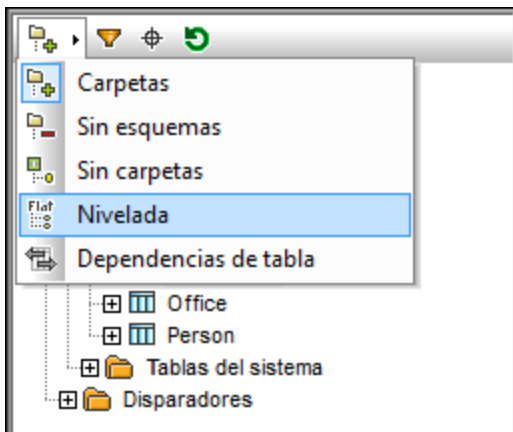 Carpetas
Sin esquemas
Sin carpetas
Flat
Nivelada
Dependencias de tabla
Office
Person
Tablas del sistema
Disparadores